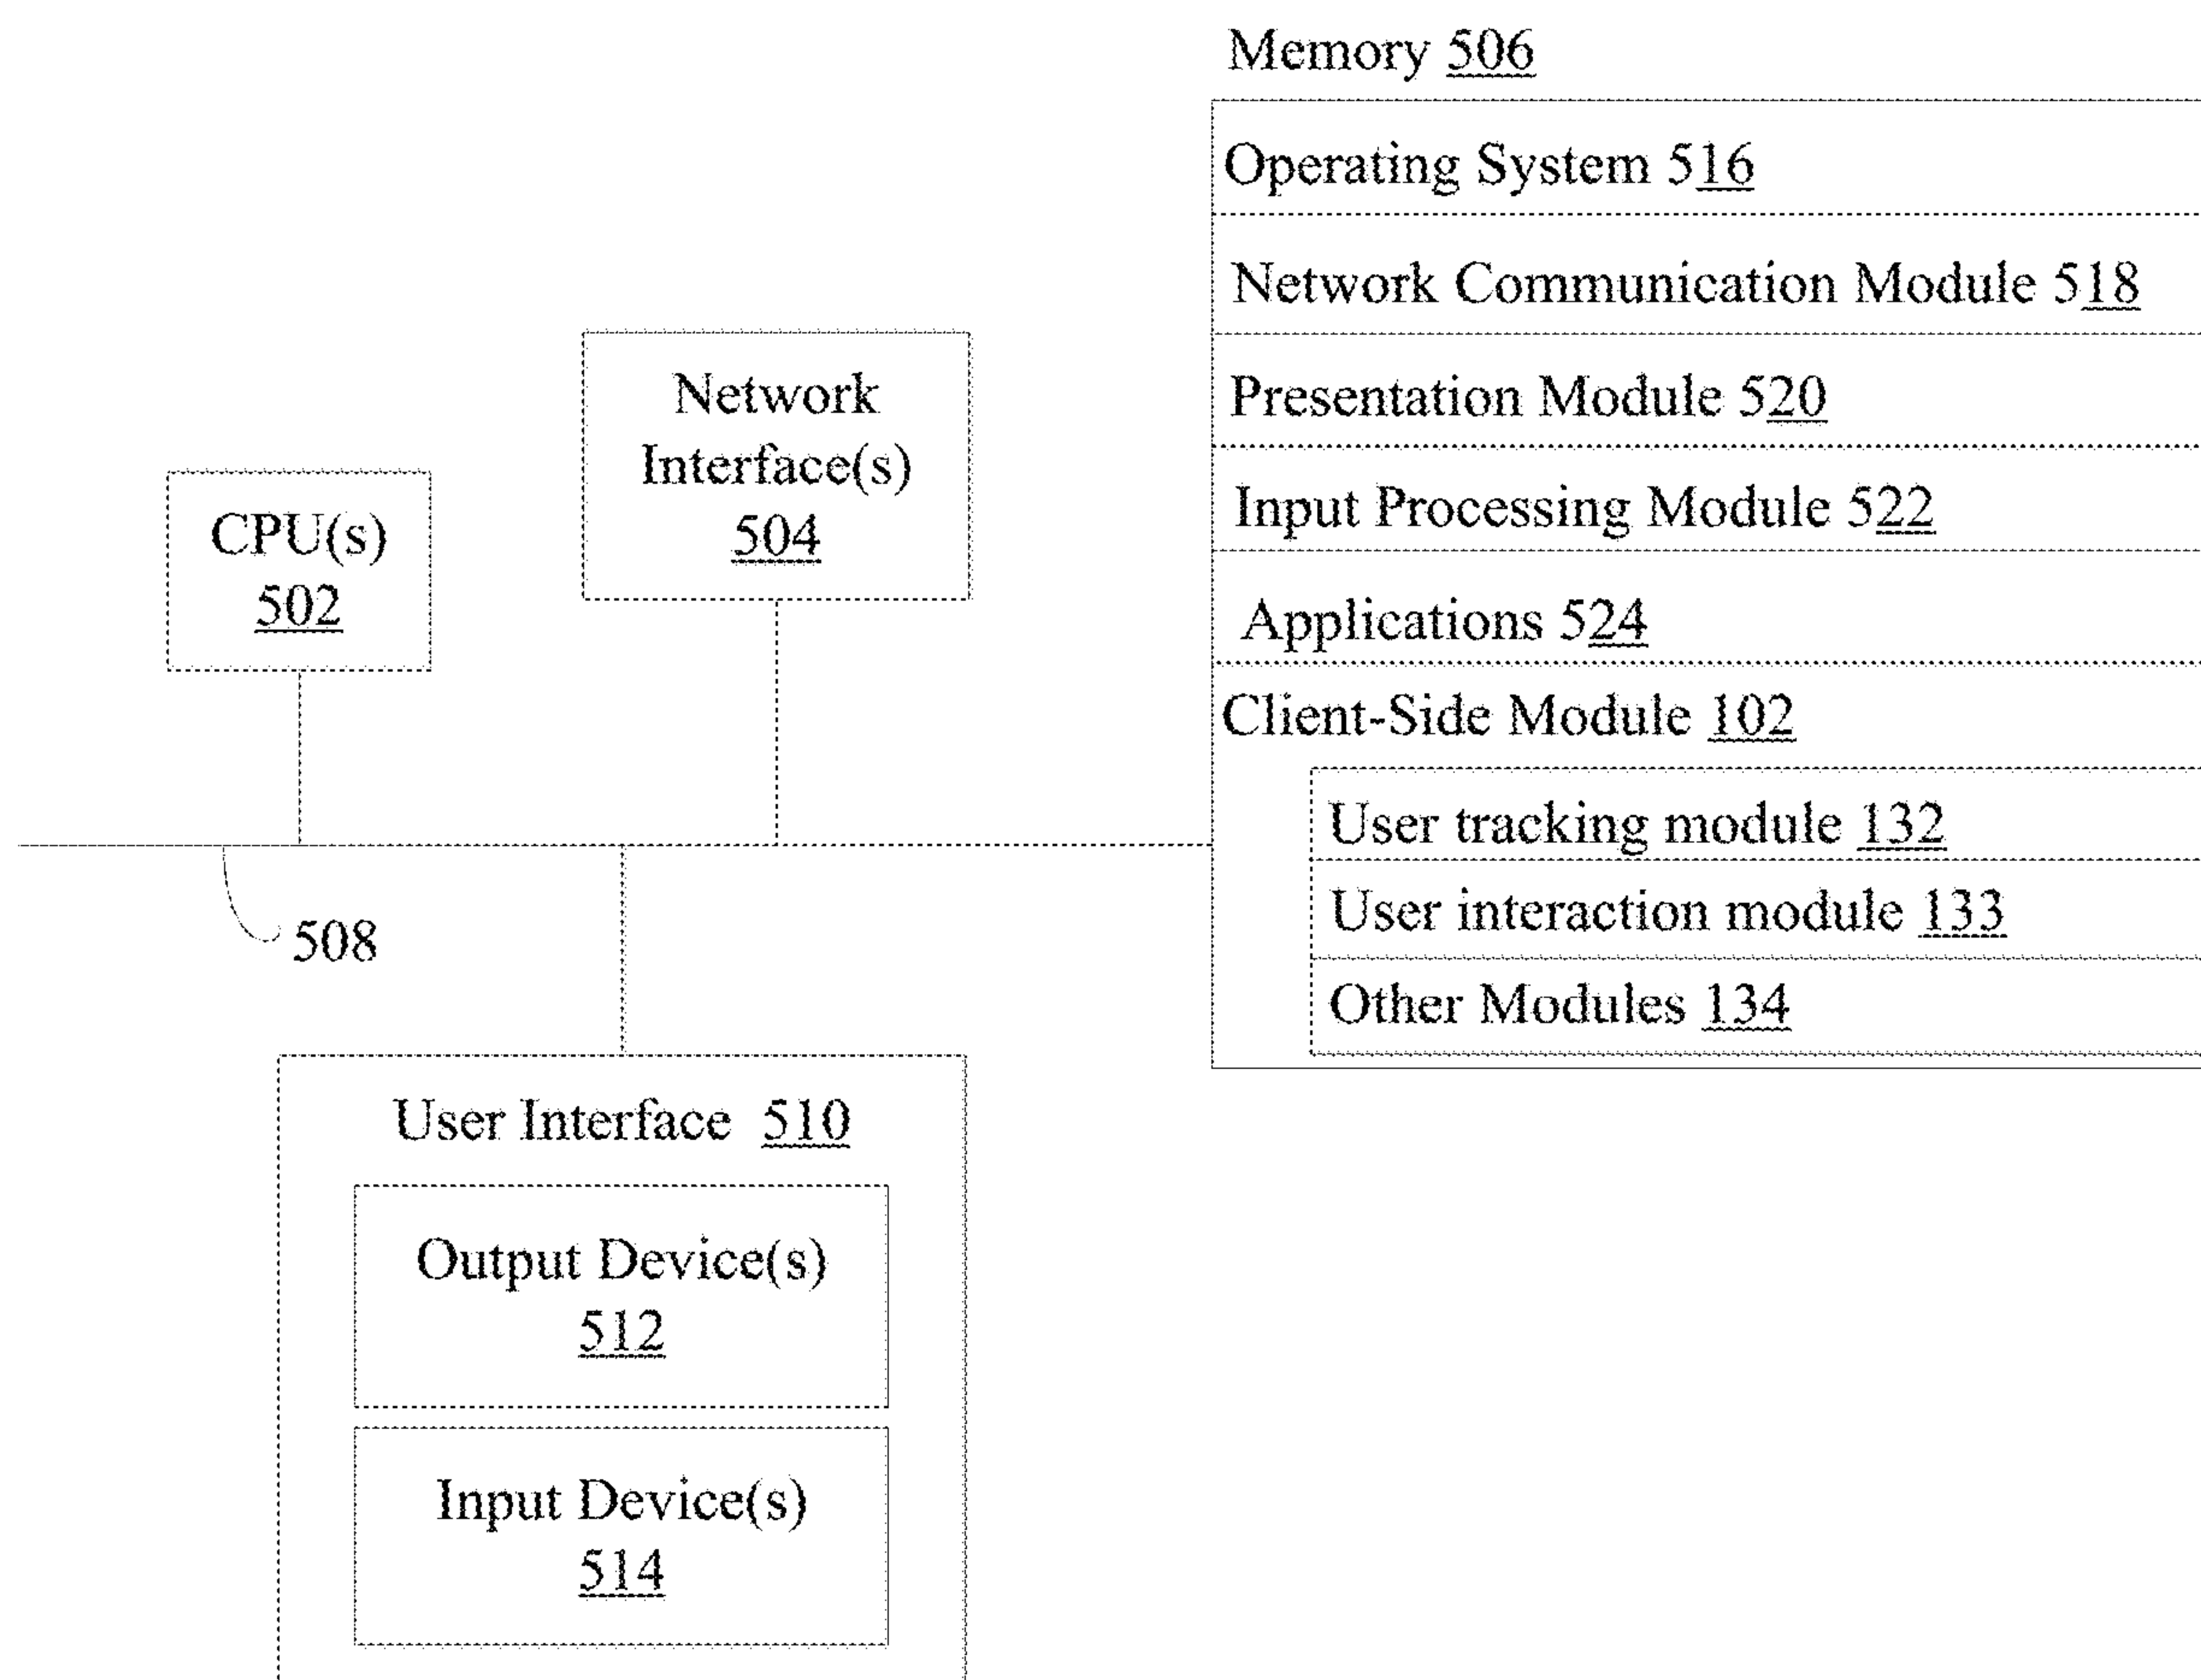 Memory 506
Operating System 516
Network Communication Module 518
Presentation Module 520
Input Processing Module 522
Applications 524
Client-Side Module 102
User tracking module 132
User interaction module 133
Other Modules 134
Network
Interface(s)
504
CPU(s)
502
508
User Interface 510
Output Device(s)
512
Input Device(s)
514